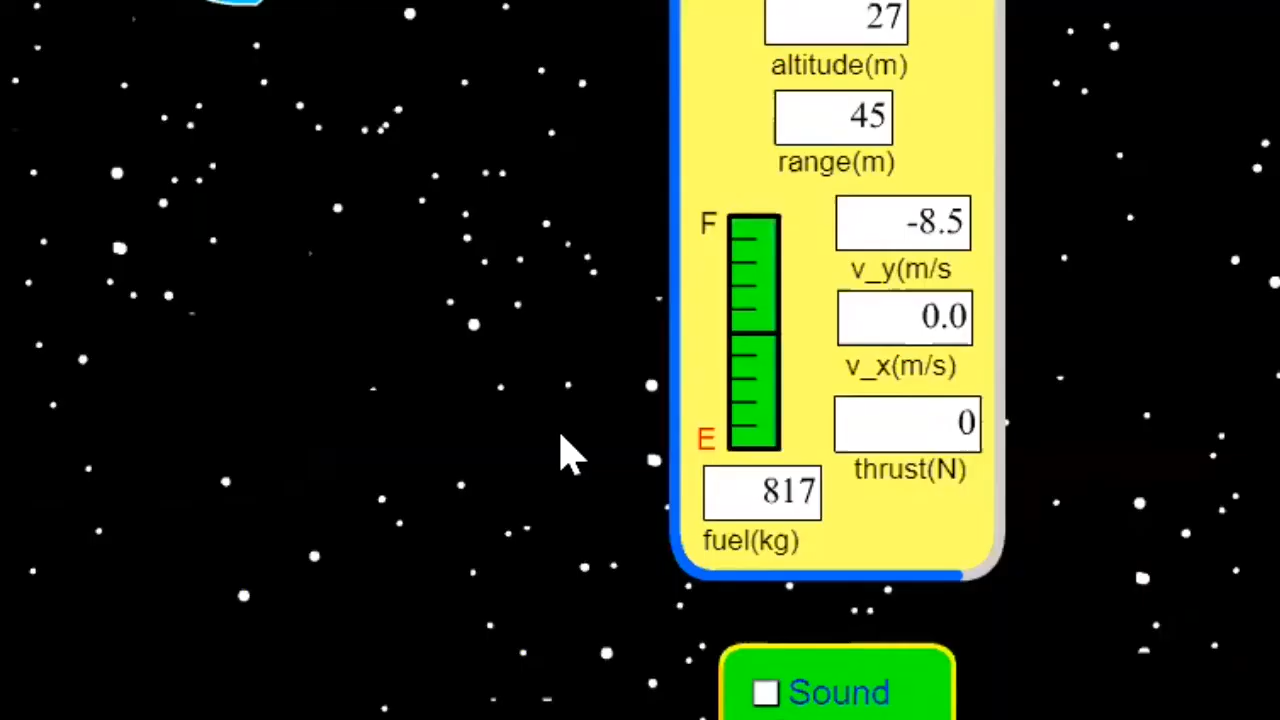 27
altitude(m)
45
range(m)
F
-8.5
v_y(m/s
0.0
v_x(m/s)
E
0
thrust(N)
817
fuel(kg)
Sound